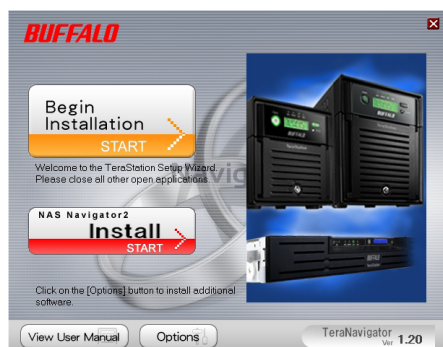 BUFFALO
Begin
Installation
START
Welcome to the TeraStation Setup Wizard.
Please close all other open applications.
NAS Navigator2
Install
START
Click on the [Options] button to install additional
software.
View User Manual
Options
TeraNavigator
Ver 1.20
BUFFALO
BUFFALO
BUFFALO